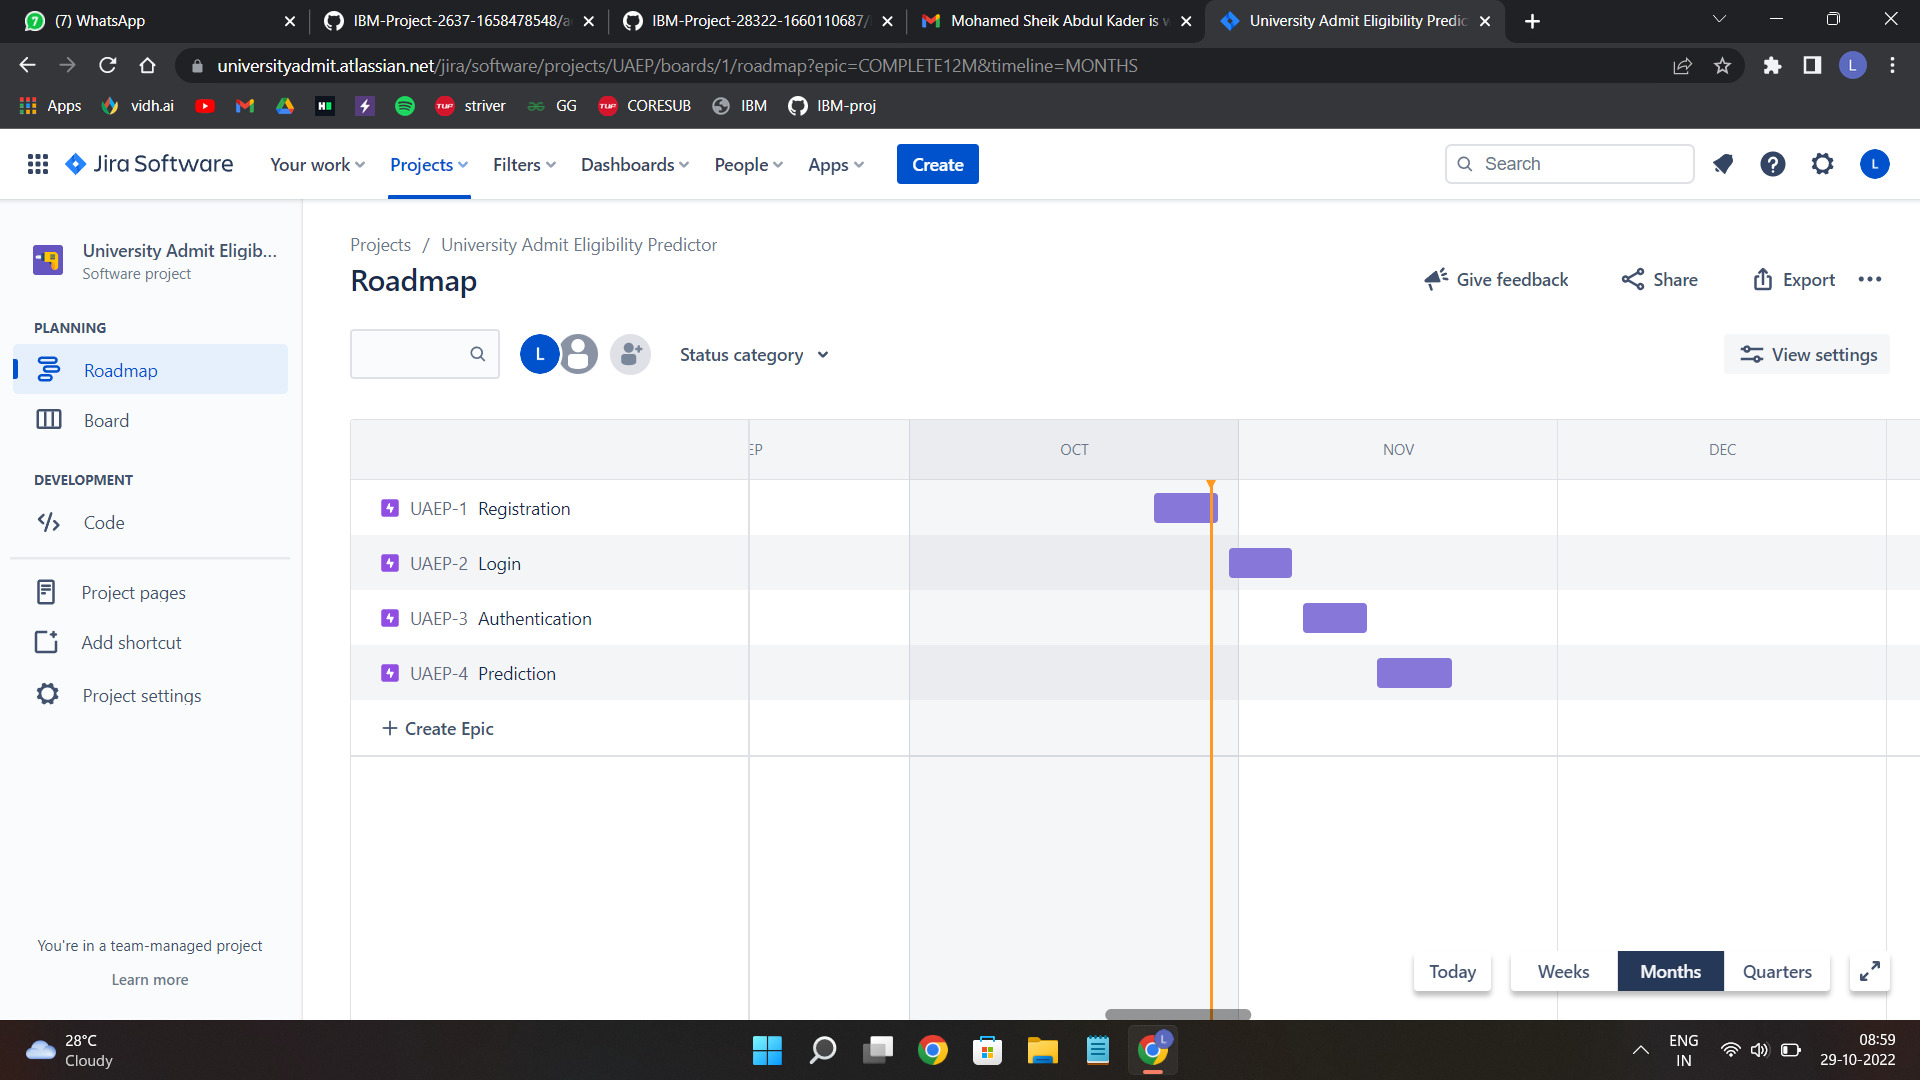 (7) WhatsApp
IBM-Project-2637-1658478548/a
IBM-Project-28322-1660110687/
Mohamed Sheik Abdul Kader is w
University Admit Eligibility Predic
universityadmit.atlassian.net/jira/software/projects/UAEP/boards/1/roadmap?epic=COMPLETE12M&timeline=MONTHS
L
Apps
vidh.ai
striver
GG
CORESUB
IBM
IBM-proj
Jira Software
Your work
Projects
Filters
Dashboards
People
Apps
Create
Search
L
University Admit Eligib...
Software project
PLANNING
Roadmap
Board
DEVELOPMENT
Code
Project pages
Add shortcut
Project settings
You're in a team-managed project
Learn more
Projects / University Admit Eligibility Predictor
Roadmap
Give feedback
Share
Export
L
Status category
View settings
EP
OCT
NOV
DEC
UAEP-1 Registration
UAEP-2 Login
UAEP-3 Authentication
UAEP-4 Prediction
+ Create Epic
Today
Weeks
Months
Quarters
28°C
Cloudy
L
ENG
IN
08:59
29-10-2022